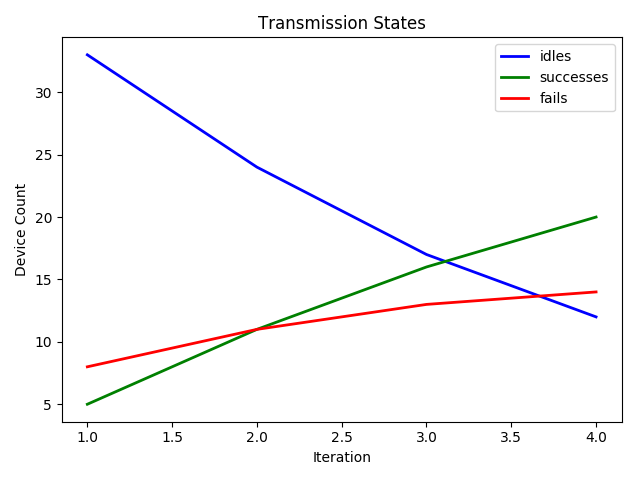 Transmission States
idles
successes
fails
Device Count
30
25
20
15
10
5
1.0 1.5 2.0 2.5 3.0 3.5 4.0
Iteration